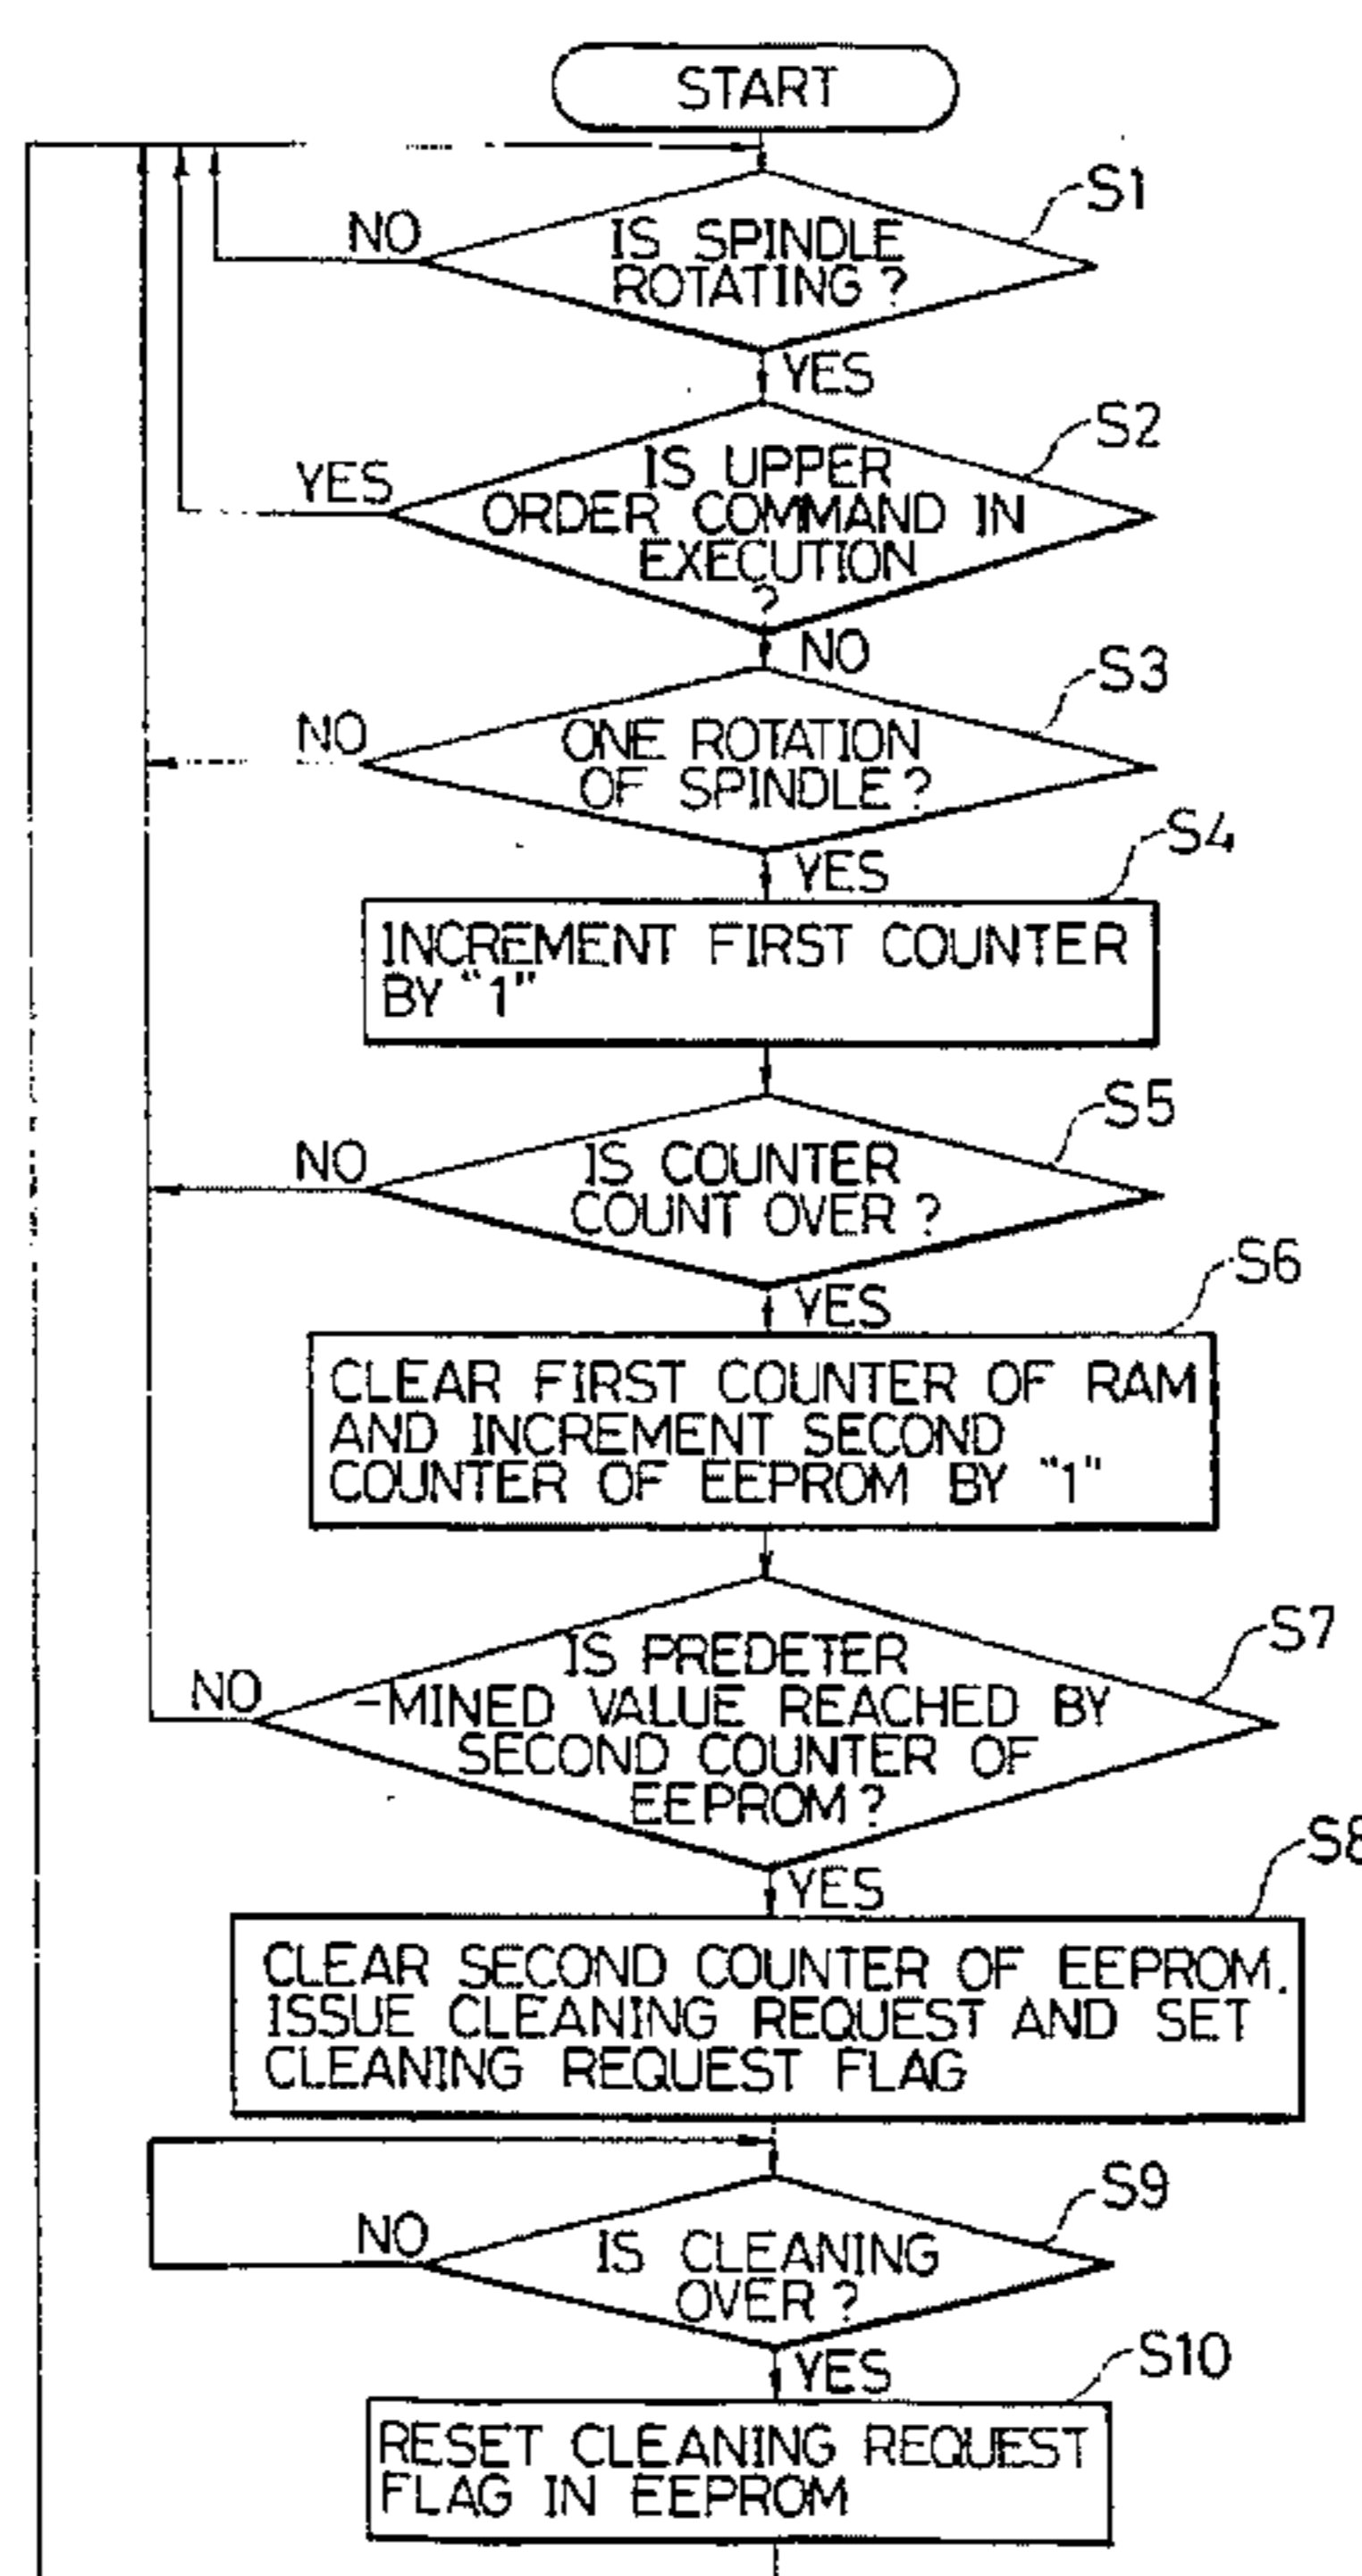 START
S1
NO
IS SPINDLE
ROTATING ?
YES
S2
YES
IS UPPER
ORDER COMMAND IN
EXECUTION
?
NO
S3
NO
ONE ROTATION
OF SPINDLE ?
S4
YES
INCREMENT FIRST COUNTER
BY "1"
S5
NO
IS COUNTER
COUNT OVER ?
S6
YES
CLEAR FIRST COUNTER OF RAM
AND INCREMENT SECOND
COUNTER OF EEPROM BY "1"
S7
NO
IS PREDETER
-MINED VALUE REACHED BY
SECOND COUNTER OF
EEPROM ?
S8
YES
CLEAR SECOND COUNTER OF EEPROM.
ISSUE CLEANING REQUEST AND SET
CLEANING REQUEST FLAG
S9
NO
IS CLEANING
OVER ?
S10
YES
RESET CLEANING REQUEST
FLAG IN EEPROM